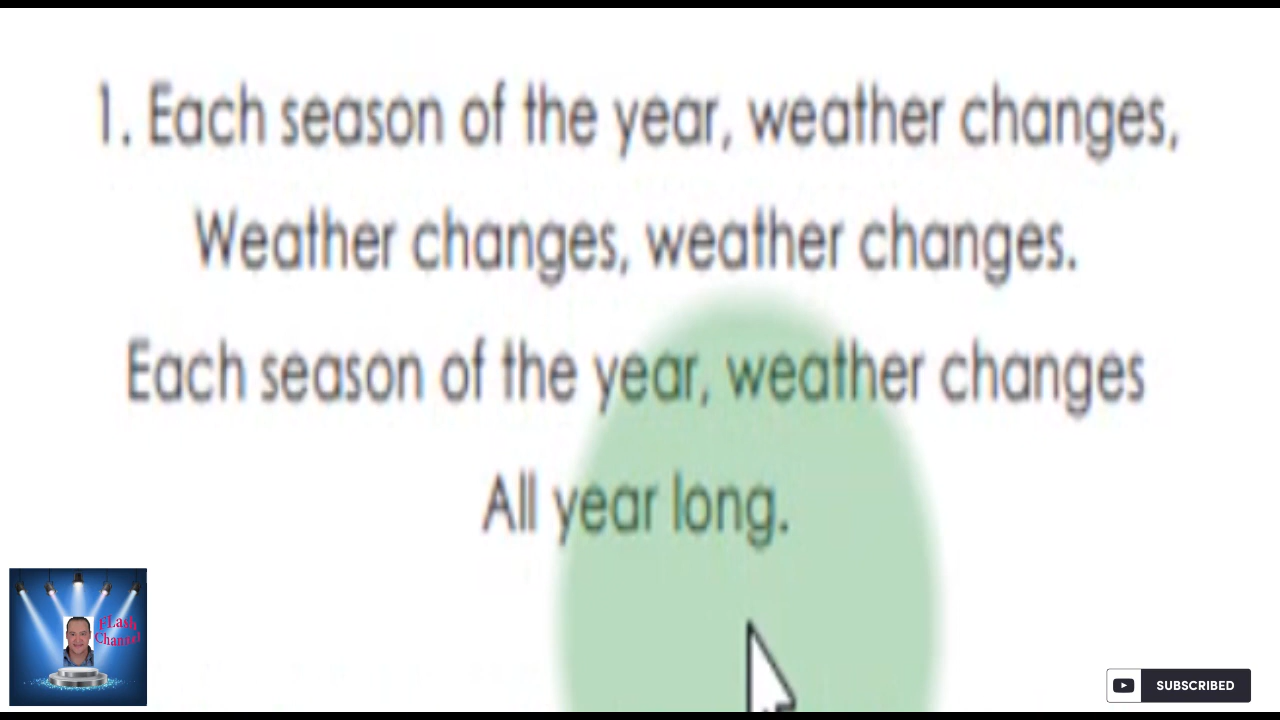 1. Each season of the year, weather changes,
Weather changes, weather changes.
Each season of the year, weather changes
All year long.
FLash
Channel
SUBSCRIBED